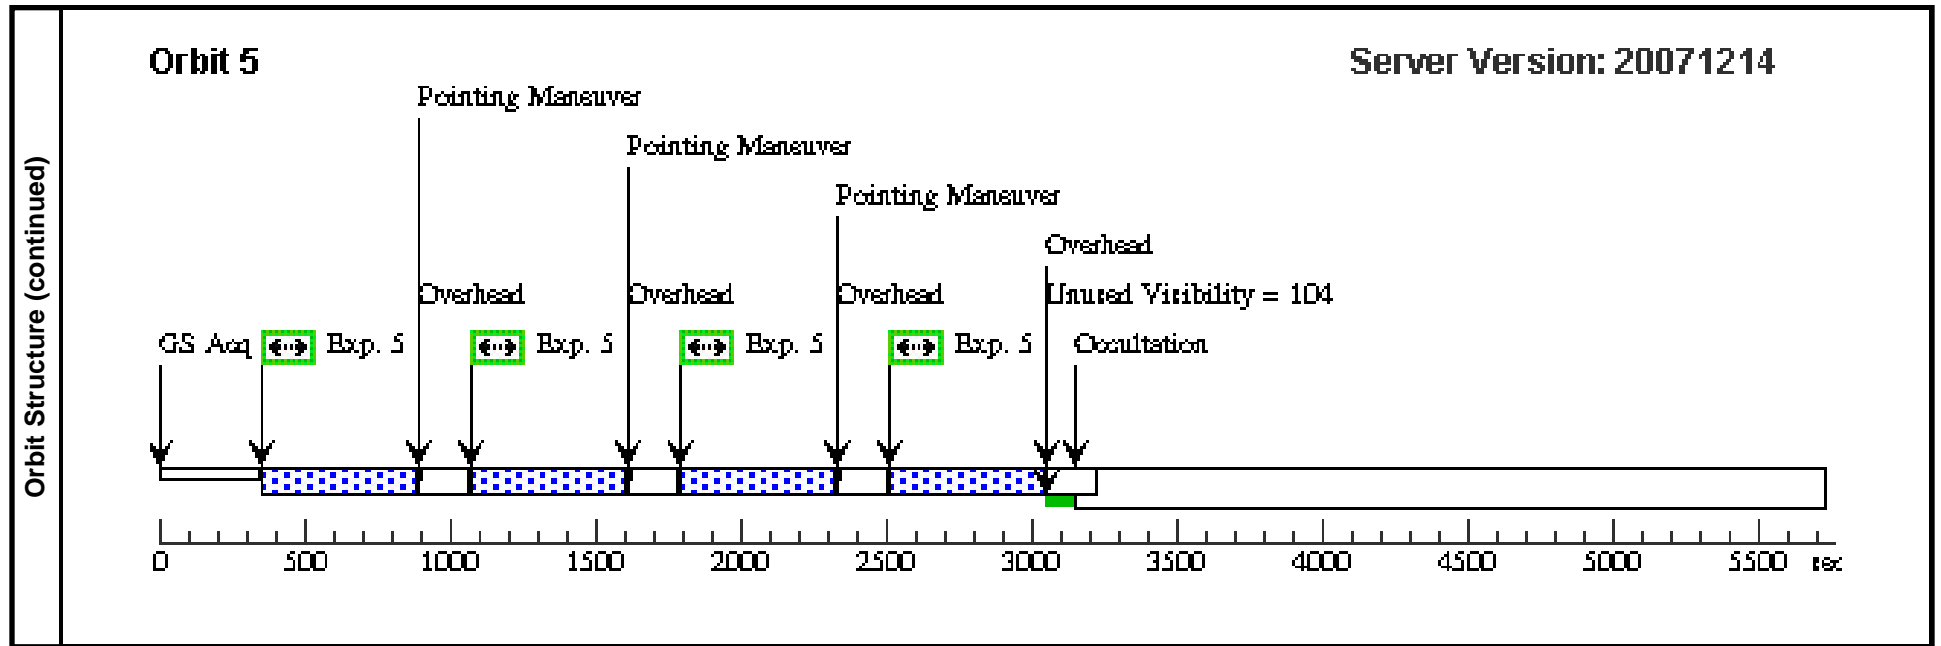 Orbit Structure (continued)
Orbit 5
Server Version: 20071214
Pointing Maneuver
Pointing Maneuver
Pointing Maneuver
Overhead
Overhead Overhead Overhead Unused Visibility = 104
GS Acq Exp. 5 Exp. 5 Exp. 5 Exp. 5 Occultation
0 500 1000 1500 2000 2500 3000 3500 4000 4500 5000 5500 sec